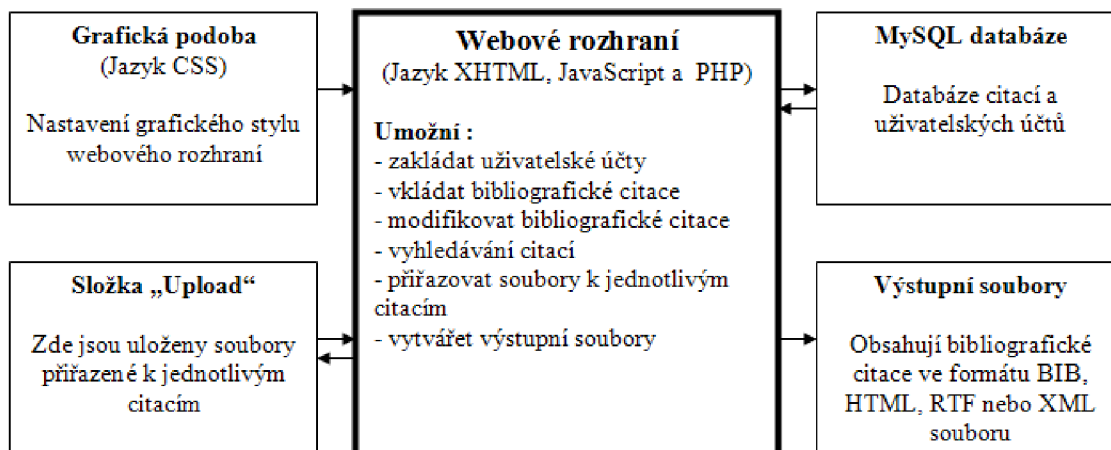 Grafická podoba
(Jazyk CSS)
Nastavení grafického stylu
webového rozhraní
Složka „Upload“
Zde jsou uloženy soubory
přiřazené k jednotlivým
citacím
Webové rozhraní
(Jazyk XHTML, JavaScript a PHP)
Umožní :
- zakládat uživatelské účty
- vkládat bibliografické citace
- modifikovat bibliografické citace
- vyhledávání citací
- přiřazovat soubory k jednotlivým
citacím
- vytvářet výstupní soubory
MySQL databáze
Databáze citací a
uživatelských účtů
Výstupní soubory
Obsahují bibliografické
citace ve formátu BIB,
HTML, RTF nebo XML
souboru